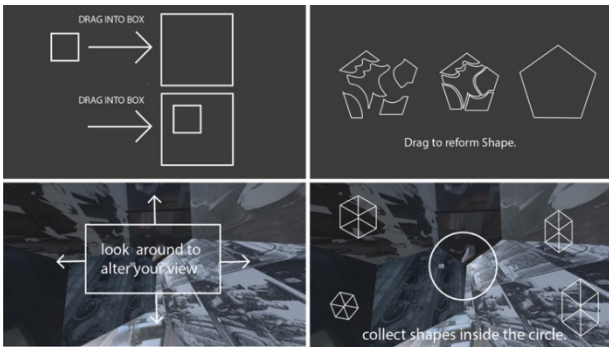 DRAG INTO BOX
DRAG INTO BOX
Drag to reform Shape.
look around to
alter your view
collect shapes inside the circle.